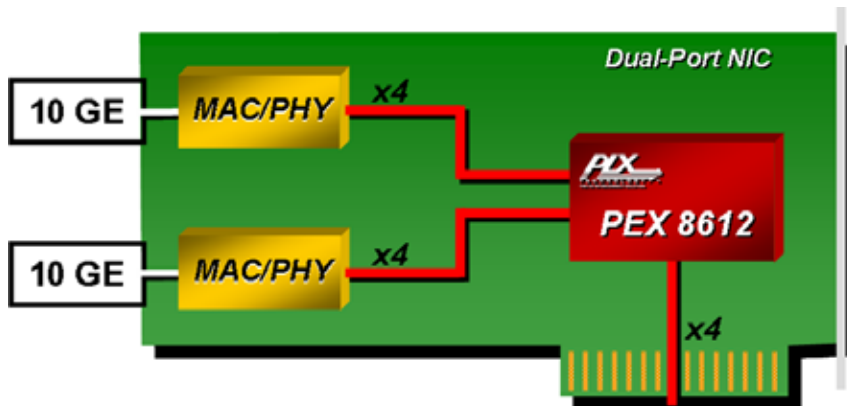 Dual-Port NIC
10 GE
MAC/PHY
x4
PLX
PEX 8612
10 GE
MAC/PHY
x4
x4